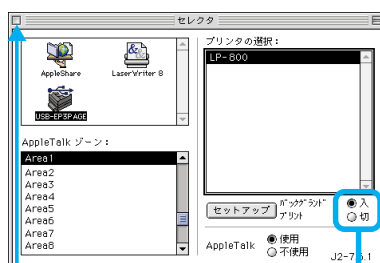 セレクタ
プリンタの選択：
LP-800
AppleShare
LaserWriter 8
USB-EP3PAGE
AppleTalk ゾーン：
Area1
Area2
Area3
Area4
Area5
Area6
Area7
Area8
セットアップ
バックグラウンド
プリント
入
切
AppleTalk
使用
不使用